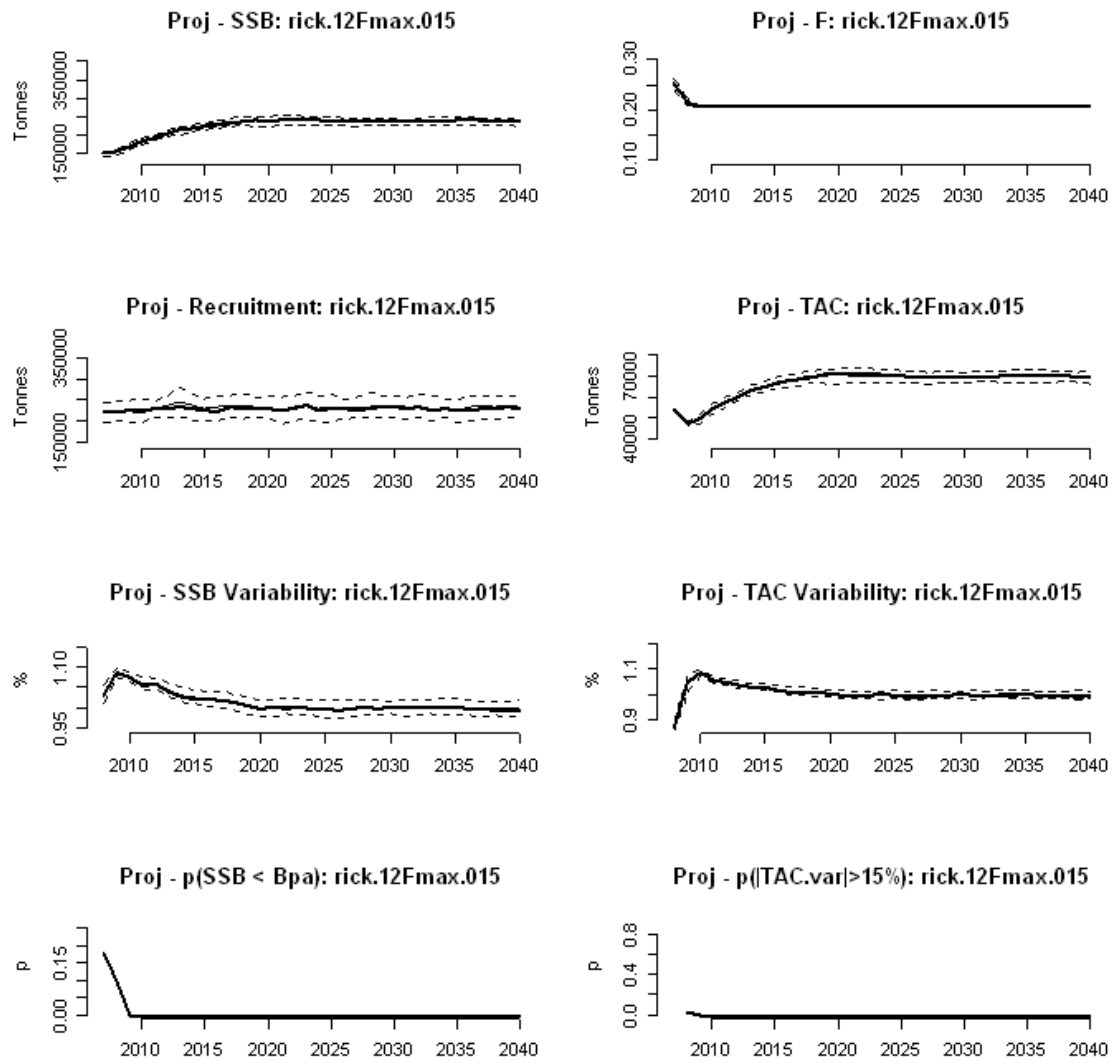 Proj - SSB: rick.12Fmax.015
Tonnes
350000
150000
2010 2015 2020 2025 2030 2035 2040
Proj - F: rick.12Fmax.015
0.30
0.20
0.10
2010 2015 2020 2025 2030 2035 2040
Proj - Recruitment: rick.12Fmax.015
Tonnes
350000
150000
2010 2015 2020 2025 2030 2035 2040
Proj - TAC: rick.12Fmax.015
Tonnes
70000
40000
2010 2015 2020 2025 2030 2035 2040
Proj - SSB Variability: rick.12Fmax.015
%
1.10
0.95
2010 2015 2020 2025 2030 2035 2040
Proj - TAC Variability: rick.12Fmax.015
%
1.1
0.9
2010 2015 2020 2025 2030 2035 2040
Proj - p(SSB < Bpa): rick.12Fmax.015
p
0.15
0.00
2010 2015 2020 2025 2030 2035 2040
Proj - p(|TAC.var|>15%): rick.12Fmax.015
p
0.8
0.4
0.0
2010 2015 2020 2025 2030 2035 2040